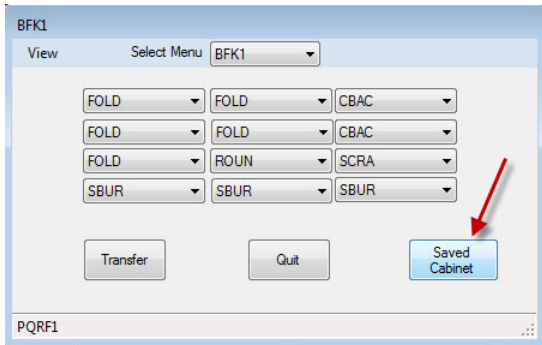 BFK1
View Select Menu BFK1
FOLD FOLD CBAC
FOLD FOLD CBAC
FOLD ROUN SCRA
SBUR SBUR SBUR
Transfer Quit Saved
Cabinet
PQRF1